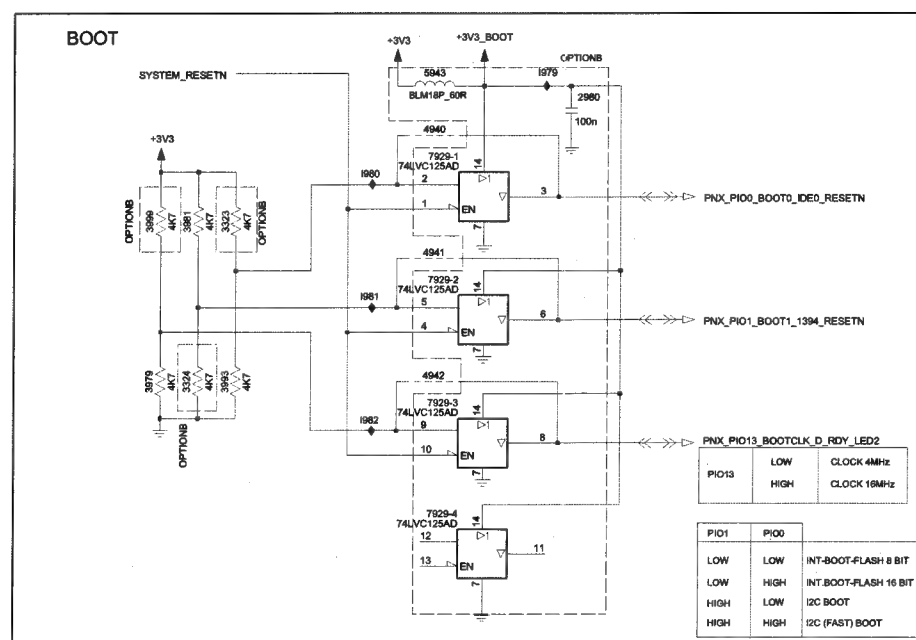 BOOT
+3V3
+3V3_BOOT
OPTIONB
SYSTEM_RESETN
5943
I979
BLM18P_60R
2980
100n
4940
+3V3
7929-1
74LVC125AD
14
I980
2
1
EN
1
3
7
PNX_PIO0_BOOT0_IDE0_RESETN
OPTIONB
3999
4K7
3981
4K7
3323
4K7
OPTIONB
4941
7929-2
74LVC125AD
14
I981
5
1
4
EN
6
7
PNX_PIO1_BOOT1_1394_RESETN
3979
4K7
3324
4K7
3993
4K7
OPTIONB
4942
7929-3
74LVC125AD
14
I982
9
1
10
EN
8
7
PNX_PIO13_BOOTCLK_D_RDY_LED2
PIO13 LOW CLOCK 4MHz
HIGH CLOCK 16MHz
7929-4
74LVC125AD
14
12
1
13
EN
11
7
PIO1 PIO0
LOW LOW INT-BOOT-FLASH 8 BIT
LOW HIGH INT.BOOT-FLASH 16 BIT
HIGH LOW I2C BOOT
HIGH HIGH I2C (FAST) BOOT